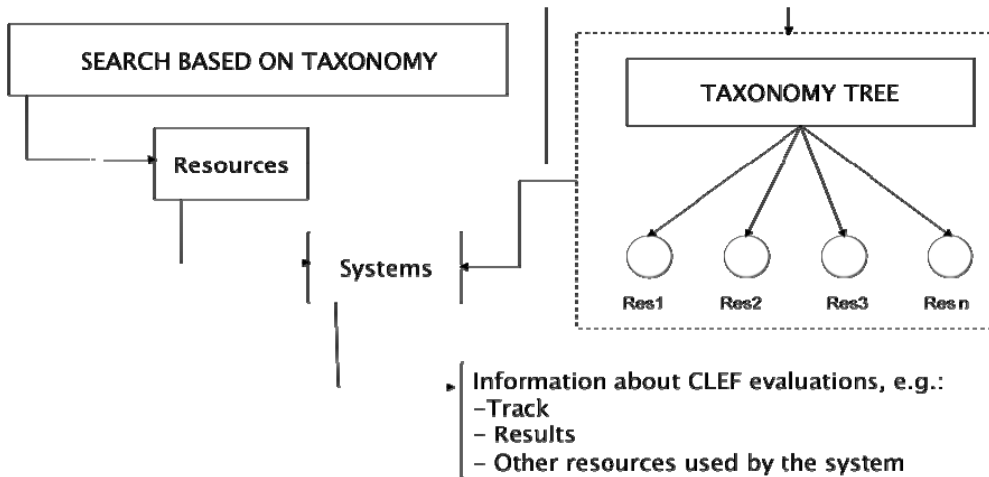 SEARCH BASED ON TAXONOMY
TAXONOMY TREE
Resources
Systems
Res1 Res2 Res3 Resn
Information about CLEF evaluations, e.g.:
-Track
- Results
- Other resources used by the system